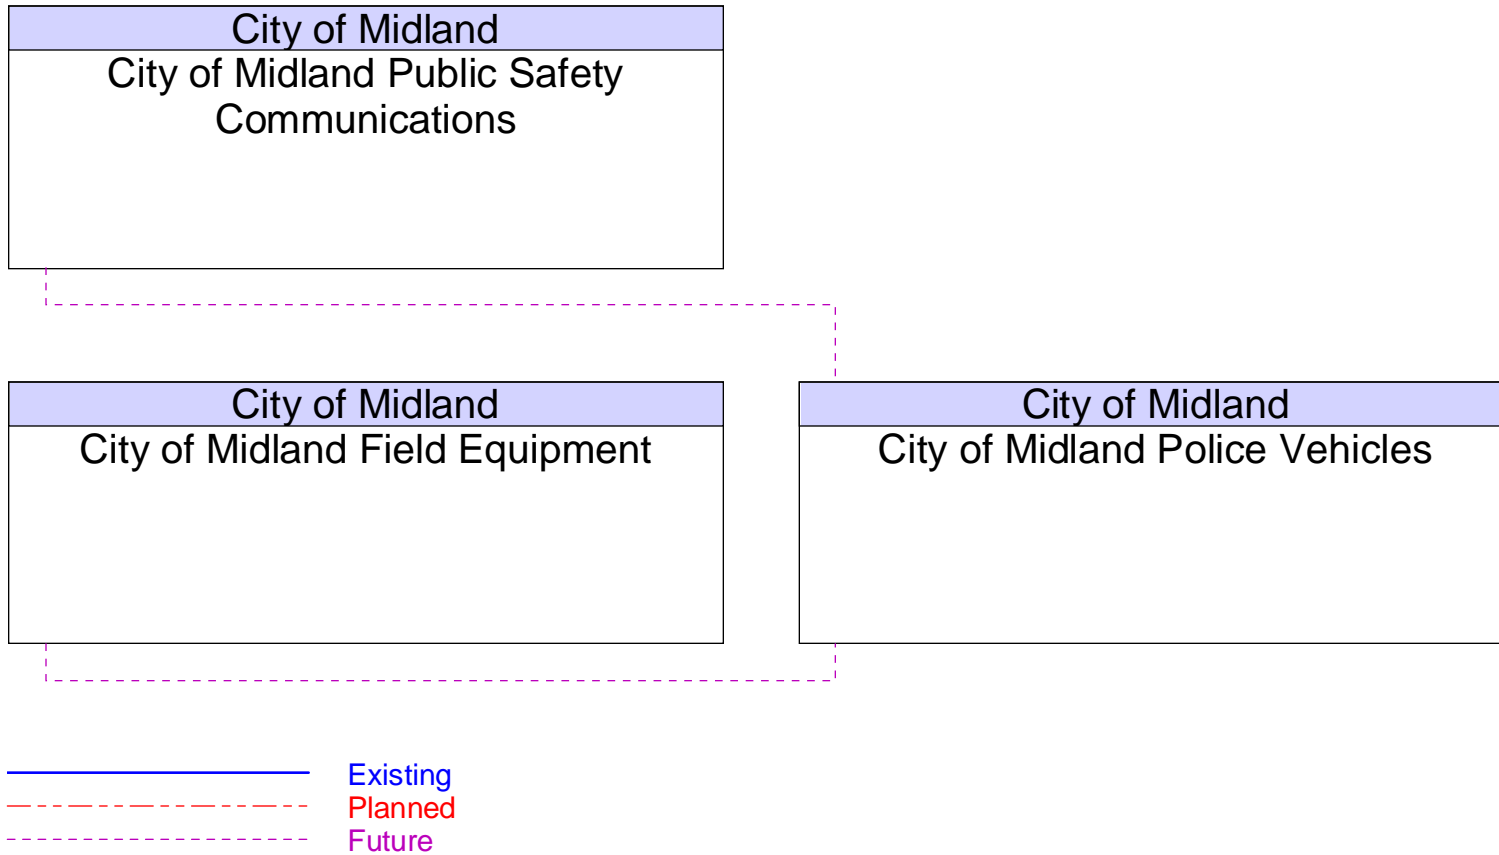 City of Midland
City of Midland Public Safety
Communications
City of Midland
City of Midland Field Equipment
City of Midland
City of Midland Police Vehicles
Existing
Planned
Future